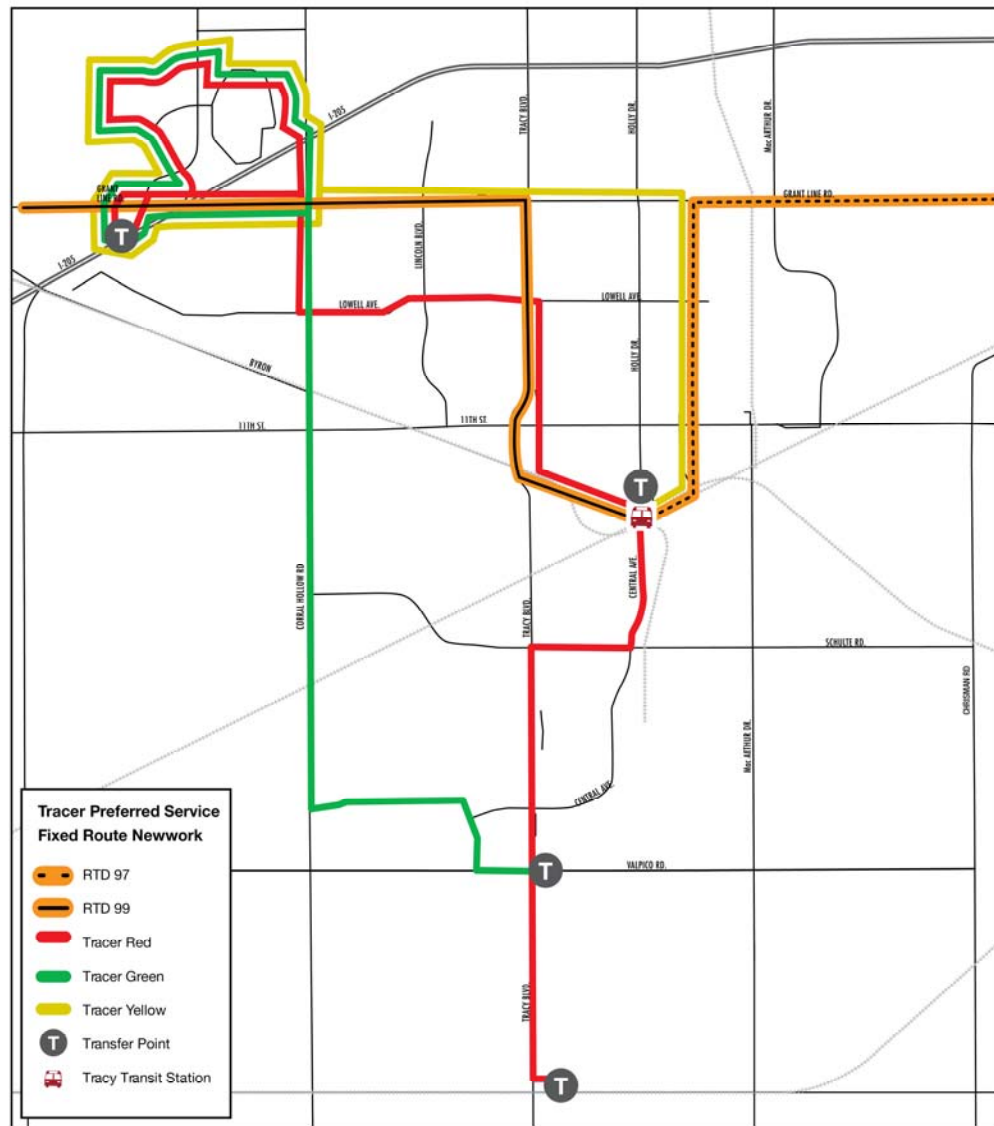 I-205
TRACY BLVD.
HOLLY DR.
Mac ARTHUR DR.
GRANT
LINE RD.
GRANT LINE RD.
T
I-205
LINCOLN BLVD.
LOWELL AVE.
LOWELL AVE.
HOLLY DR.
BYRON
11TH ST.
11TH ST.
T
CORRAL HOLLOW RD
TRACY BLVD.
CENTRAL AVE.
SCHULTE RD.
CHRISMAN RD
Mac ARTHUR DR.
CENTRAL AVE.
T
VALPICO RD.
TRACY BLVD.
T
Tracer Preferred Service
Fixed Route Newwork
RTD 97
RTD 99
Tracer Red
Tracer Green
Tracer Yellow
T Transfer Point
Tracy Transit Station